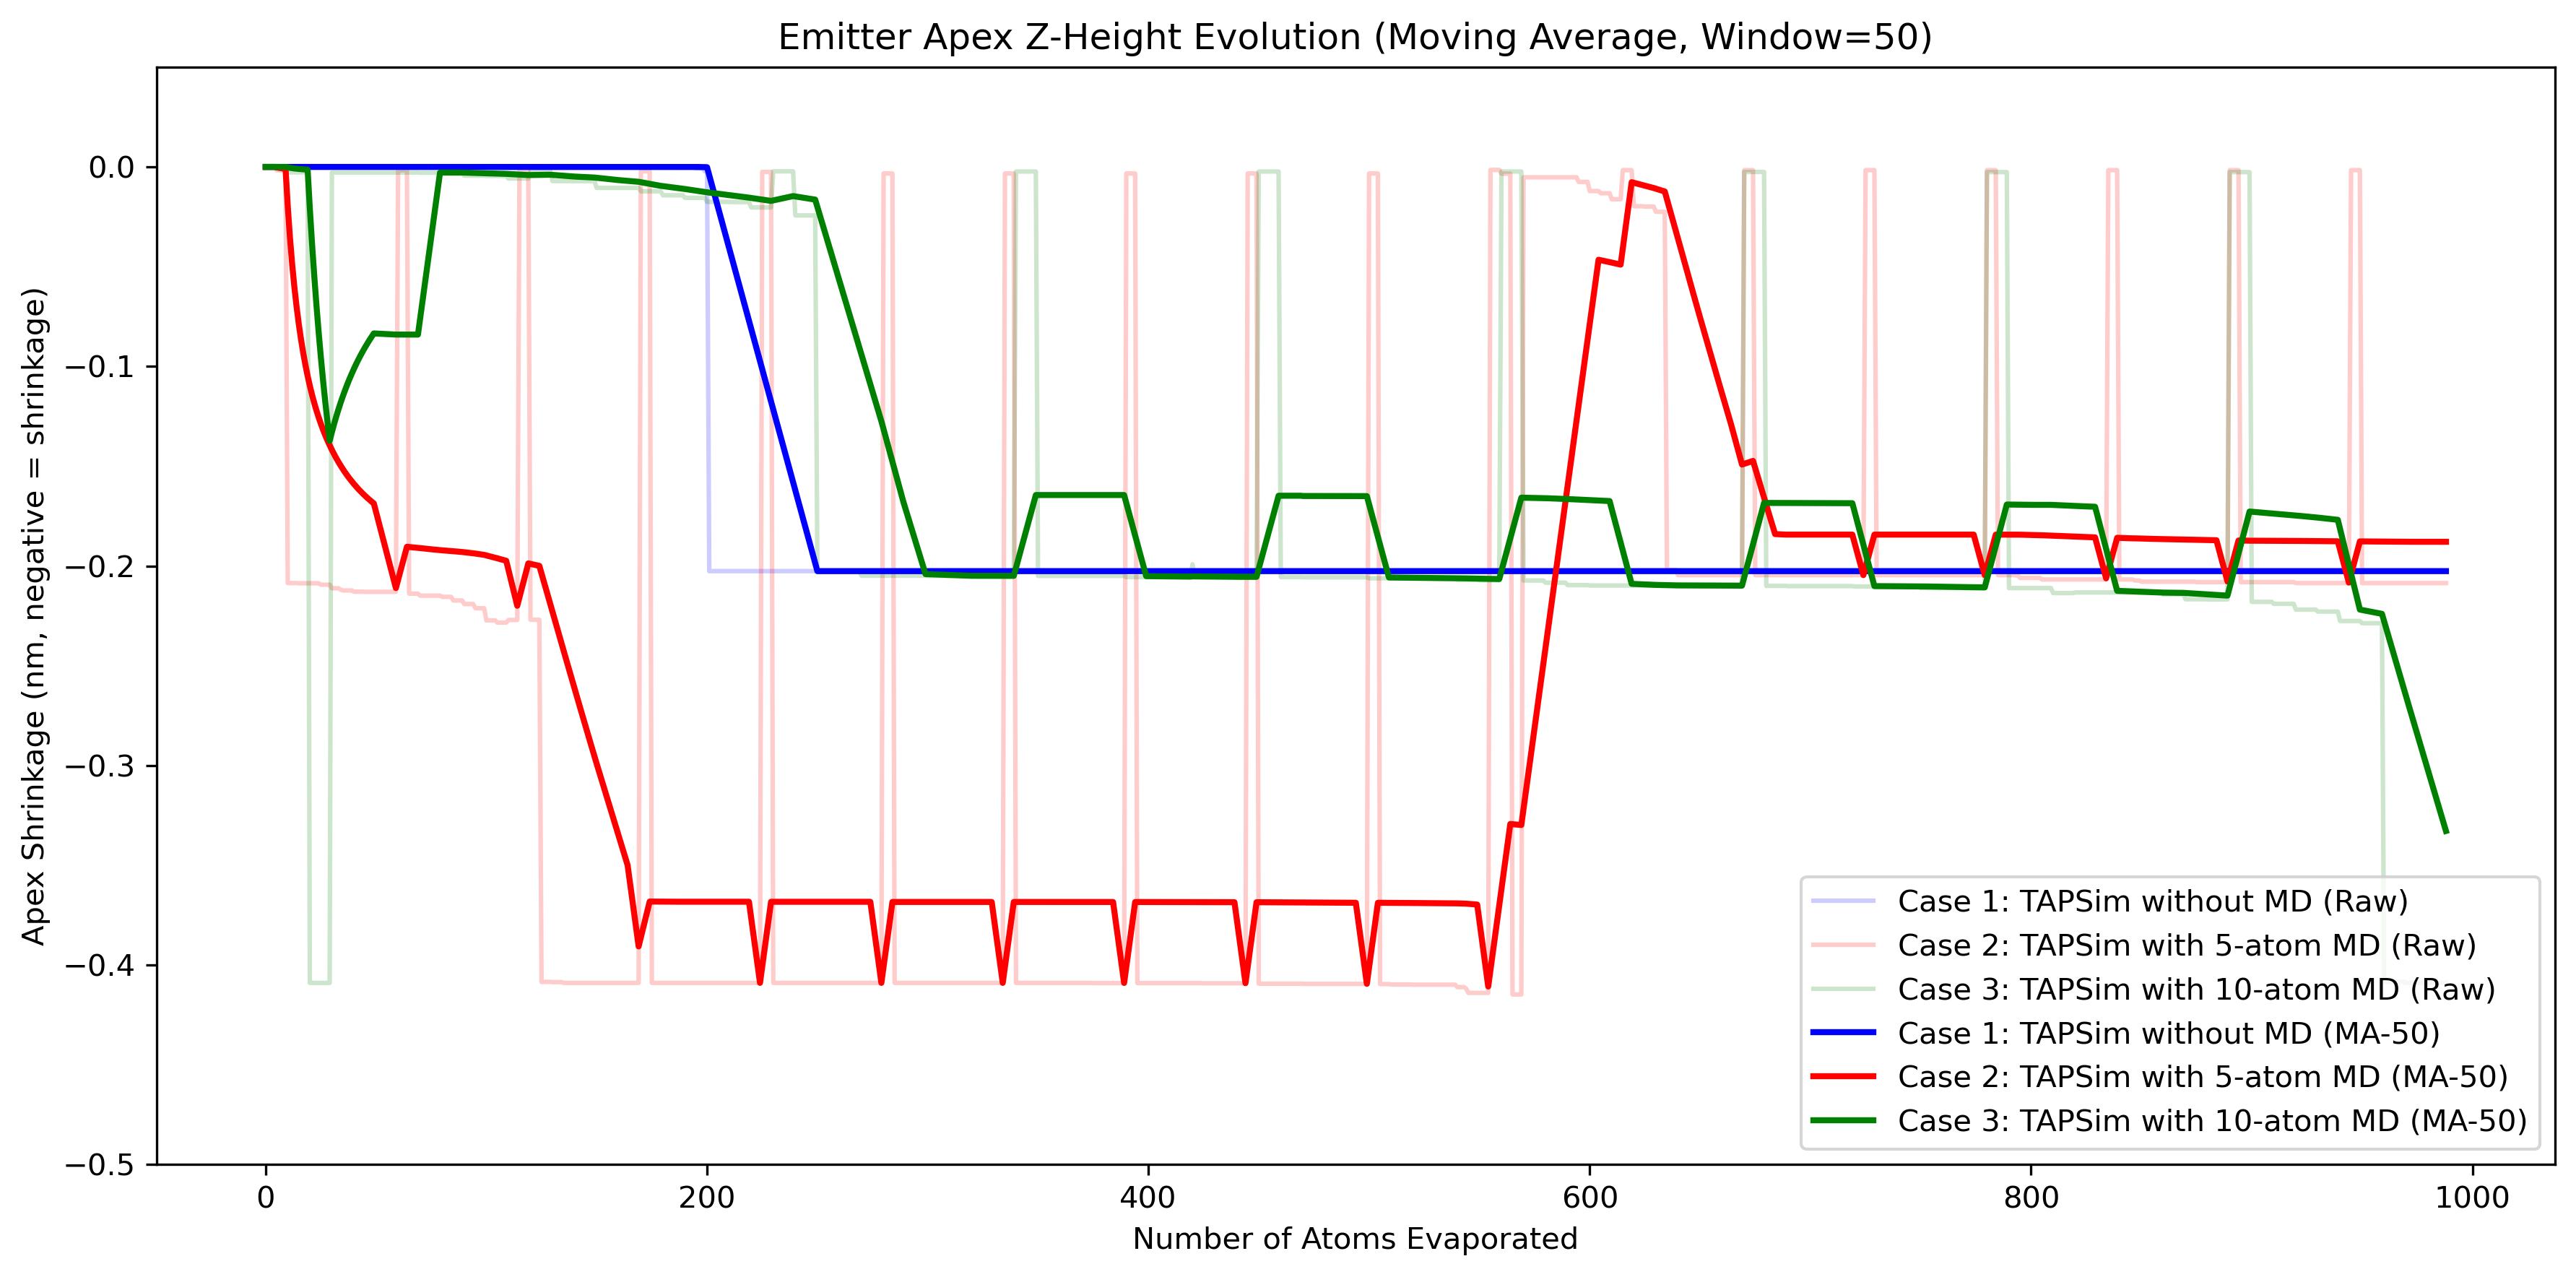 Emitter Apex Z-Height Evolution (Moving Average, Window=50)
Apex Shrinkage (nm, negative = shrinkage)
0.0
−0.1
−0.2
−0.3
−0.4
−0.5
0 200 400 600 800 1000
Number of Atoms Evaporated
Case 1: TAPSim without MD (Raw)
Case 2: TAPSim with 5-atom MD (Raw)
Case 3: TAPSim with 10-atom MD (Raw)
Case 1: TAPSim without MD (MA-50)
Case 2: TAPSim with 5-atom MD (MA-50)
Case 3: TAPSim with 10-atom MD (MA-50)